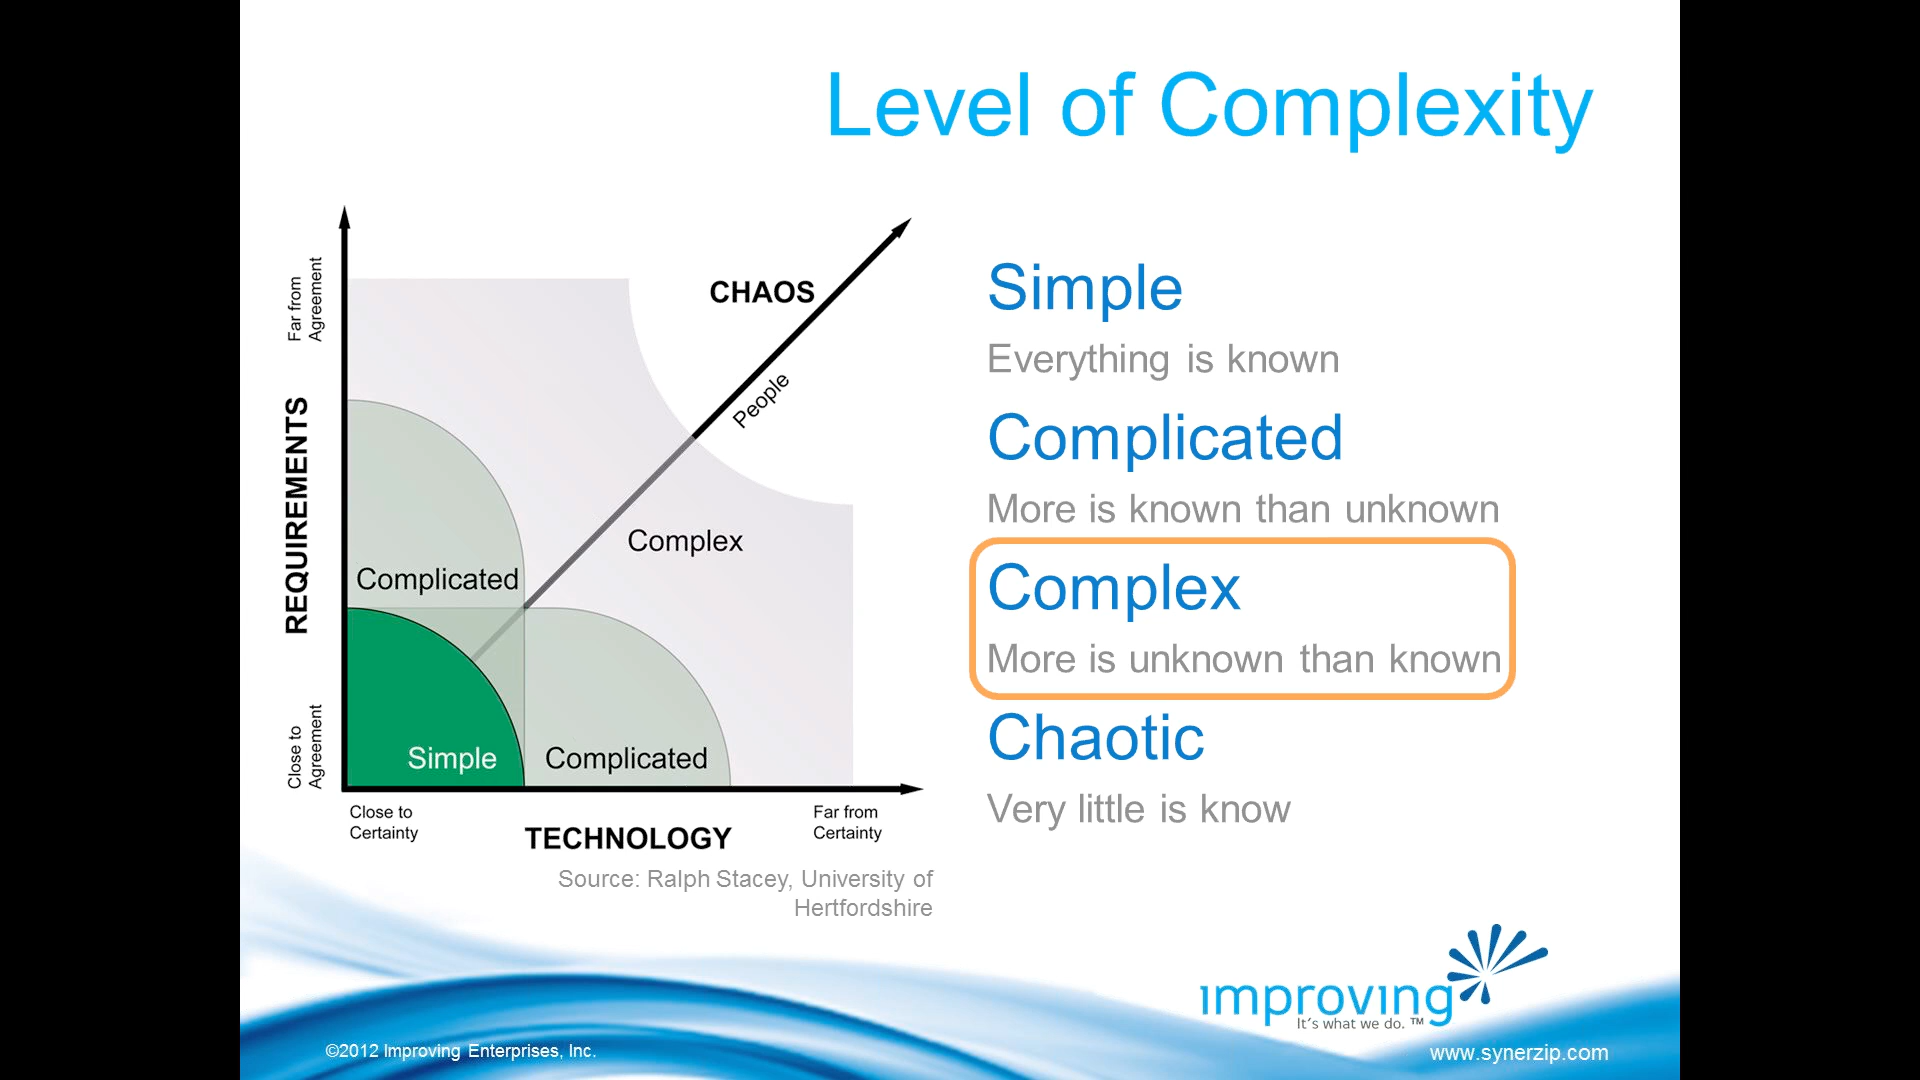 Level of Complexity
Far from
Agreement
REQUIREMENTS
Close to
Agreement
CHAOS
People
Complex
Complicated
Simple
Complicated
Close to
Certainty
TECHNOLOGY
Far from
Certainty
Source: Ralph Stacey, University of
Hertfordshire
Simple
Everything is known
Complicated
More is known than unknown
Complex
More is unknown than known
Chaotic
Very little is know
improving
It's what we do. ™
©2012 Improving Enterprises, Inc.
www.synerzip.com